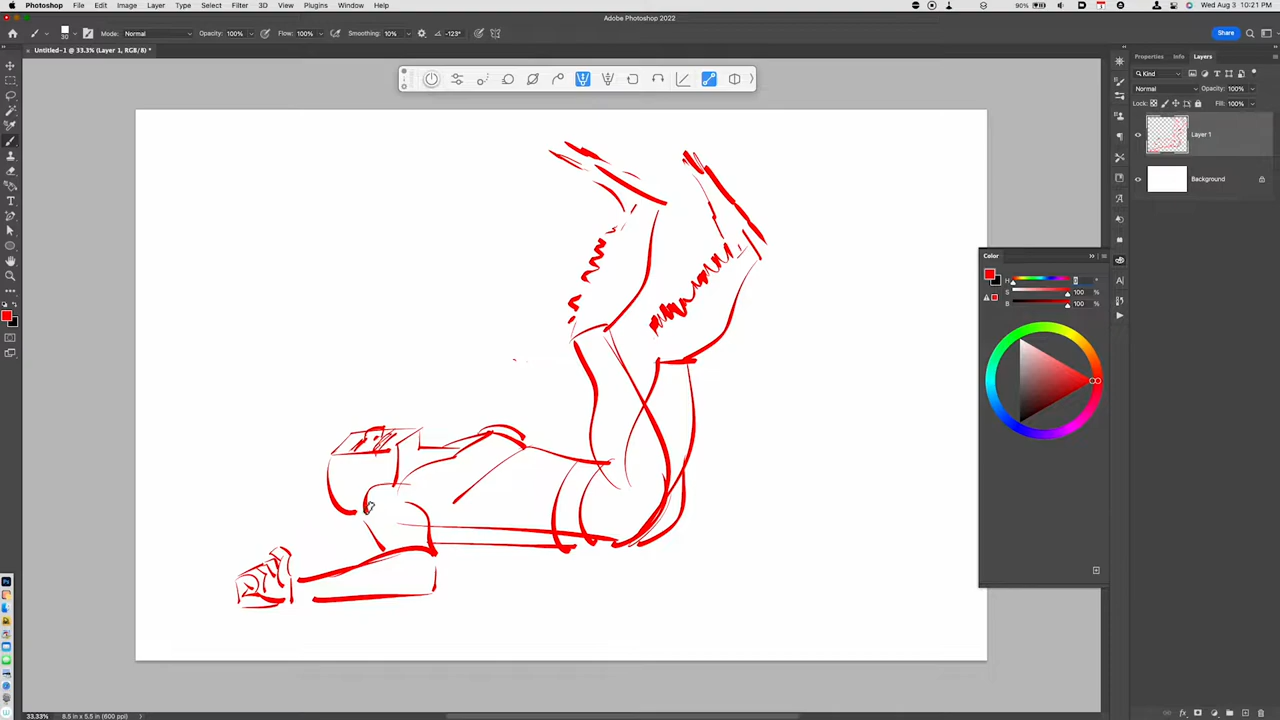 Photoshop File Edit Image Layer Type Select Filter 3D View Plugins Window Help
90% Wed Aug 3 10:21 PM
Adobe Photoshop 2022
30 Mode: Normal Opacity: 100% Flow: 100% Smoothing: 10% -123° Share
Untitled-1 @ 33.3% (Layer 1, RGB/8) *
Properties Info Layers
Kind
Normal Opacity: 100%
Lock: Fill: 100%
Layer 1
Background
Color
H 0 °
S 100 %
B 100 %
33.33% 8.5 in x 5.5 in (600 ppi)